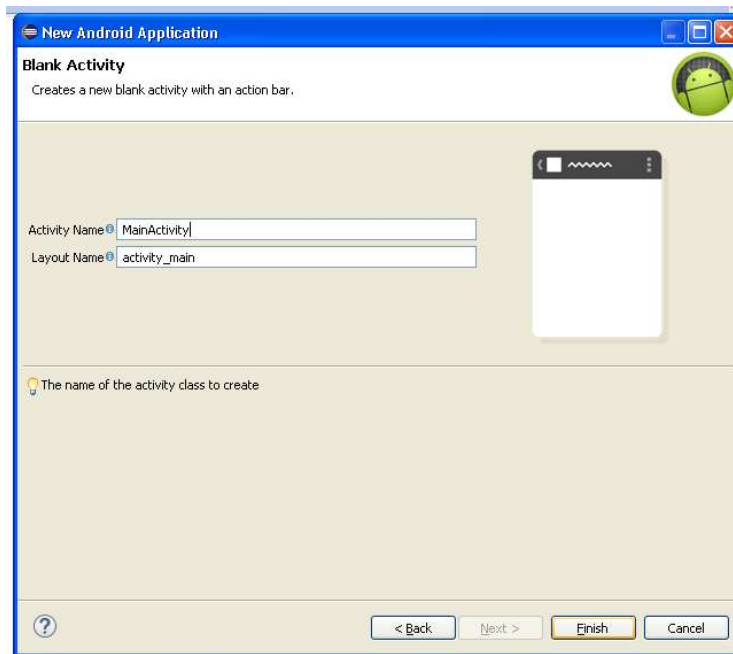 New Android Application
Blank Activity
Creates a new blank activity with an action bar.
Activity Name MainActivity
Layout Name activity_main
The name of the activity class to create
< Back Next > Finish Cancel